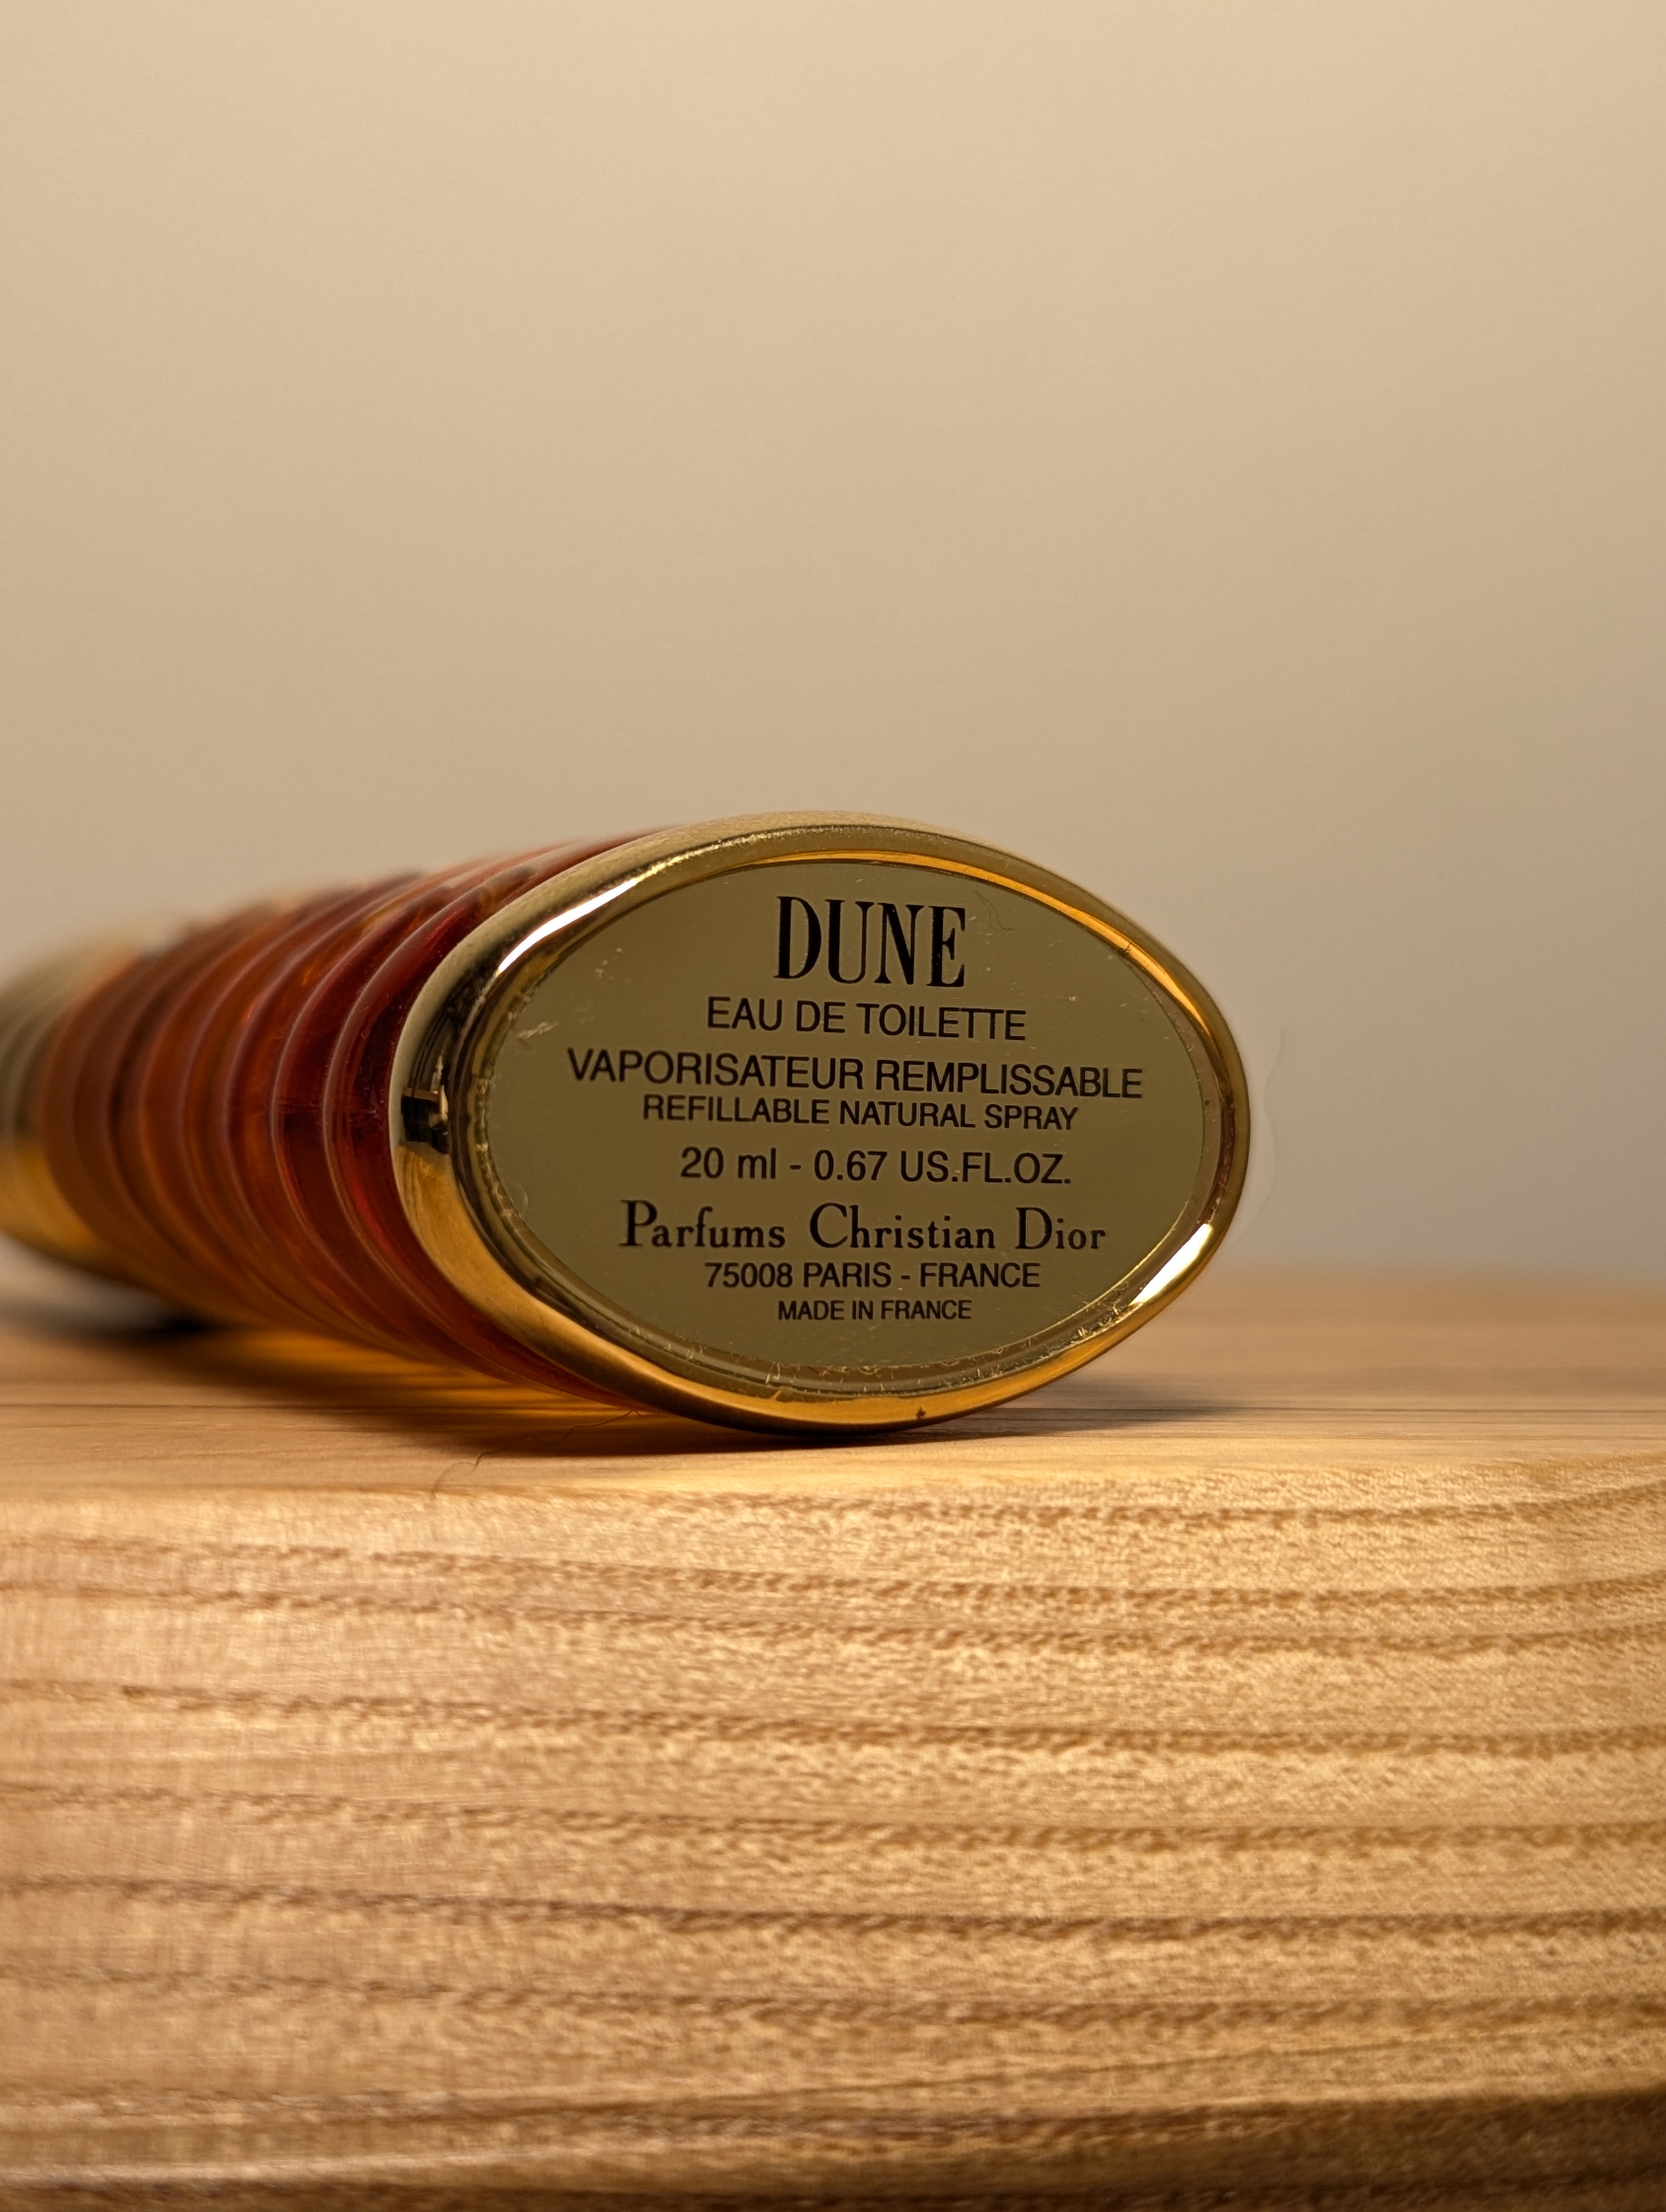 DUNE
EAU DE TOILETTE
VAPORISATEUR REMPLISSABLE
REFILLABLE NATURAL SPRAY
20 ml - 0.67 US.FL.OZ.
Parfums Christian Dior
75008 PARIS - FRANCE
MADE IN FRANCE